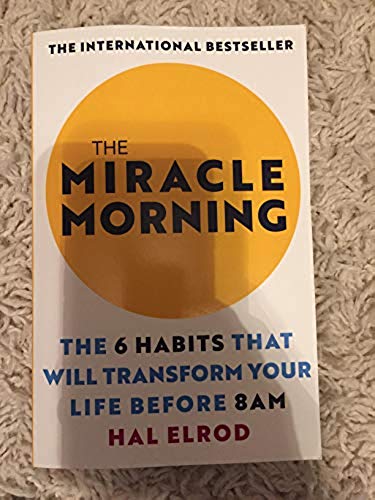 THE INTERNATIONAL BESTSELLER
THE
MIRACLE
MORNING
THE 6 HABITS THAT
WILL TRANSFORM YOUR
LIFE BEFORE 8AM
HAL ELROD